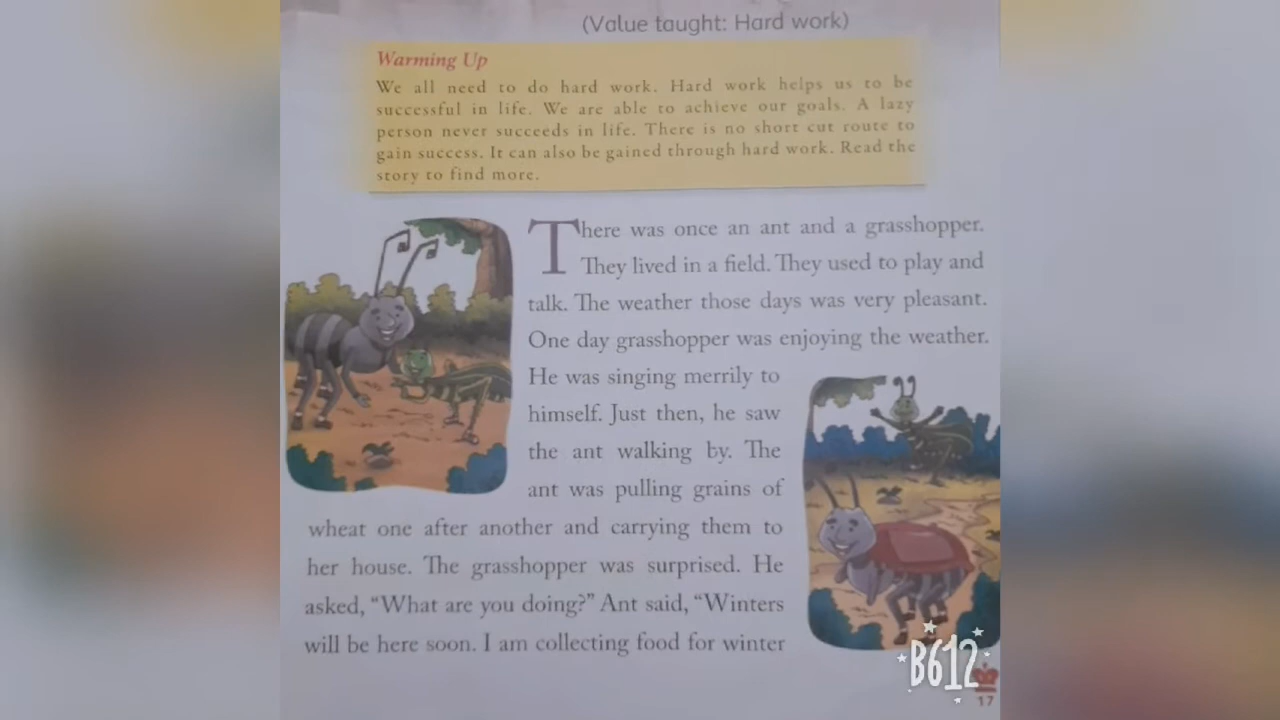 (Value taught: Hard work)
Warming Up
We all need to do hard work. Hard work helps us to be
successful in life. We are able to achieve our goals. A lazy
person never succeeds in life. There is no short cut route to
gain success. It can also be gained through hard work. Read the
story to find more.
There was once an ant and a grasshopper.
They lived in a field. They used to play and
talk. The weather those days was very pleasant.
One day grasshopper was enjoying the weather.
He was singing merrily to
himself. Just then, he saw
the ant walking by. The
ant was pulling grains of
wheat one after another and carrying them to
her house. The grasshopper was surprised. He
asked, “What are you doing?” Ant said, “Winters
will be here soon. I am collecting food for winter
B612
17